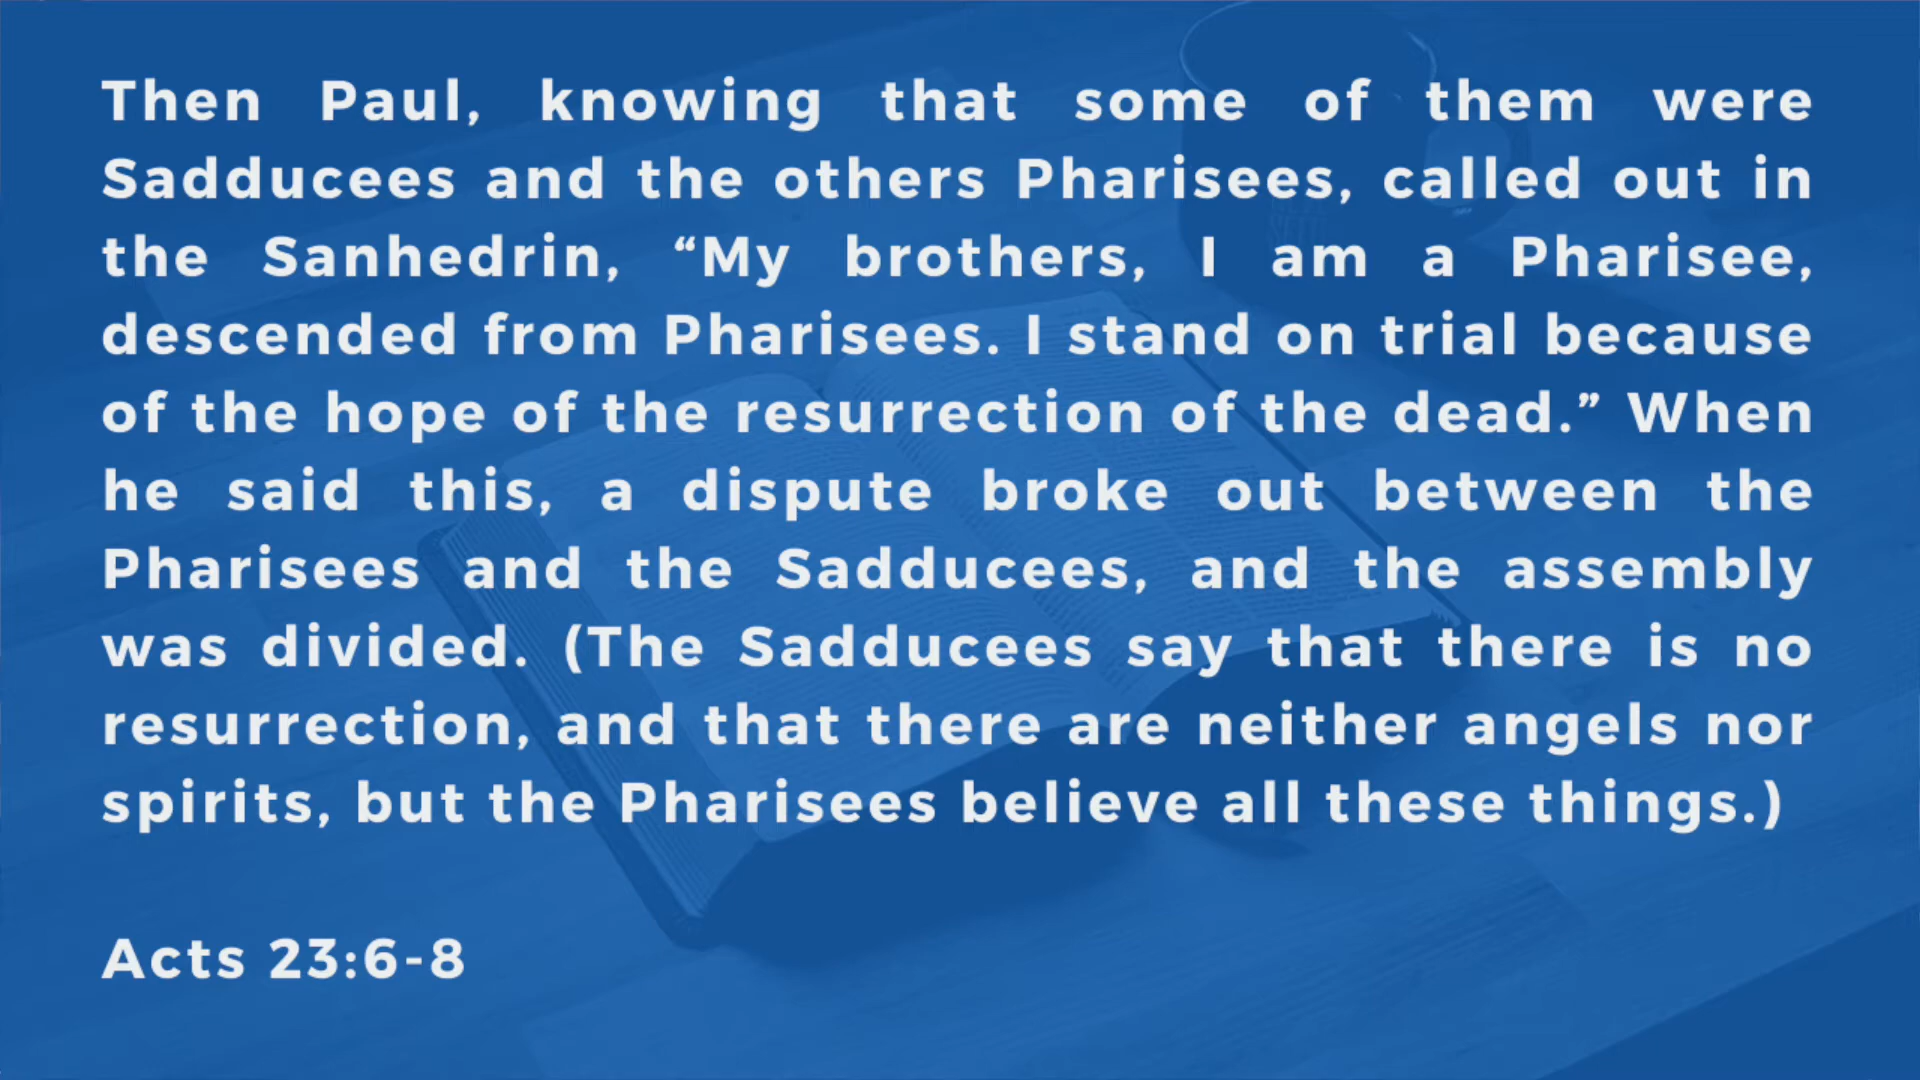 Then Paul, knowing that some of them were
Sadducees and the others Pharisees, called out in
the Sanhedrin, “My brothers, I am a Pharisee,
descended from Pharisees. I stand on trial because
of the hope of the resurrection of the dead.” When
he said this, a dispute broke out between the
Pharisees and the Sadducees, and the assembly
was divided. (The Sadducees say that there is no
resurrection, and that there are neither angels nor
spirits, but the Pharisees believe all these things.)
Acts 23:6-8